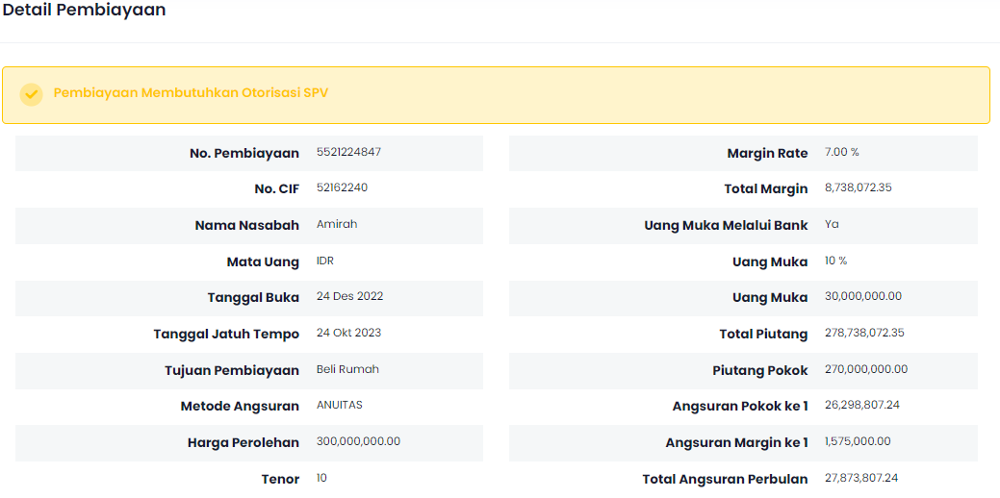 Detail Pembiayaan
Pembiayaan Membutuhkan Otorisasi SPV
No. Pembiayaan 5521224847
No. CIF 52162240
Nama Nasabah Amirah
Mata Uang IDR
Tanggal Buka 24 Des 2022
Tanggal Jatuh Tempo 24 Okt 2023
Tujuan Pembiayaan Beli Rumah
Metode Angsuran ANUITAS
Harga Perolehan 300,000,000.00
Tenor 10
Margin Rate 7.00 %
Total Margin 8,738,072.35
Uang Muka Melalui Bank Ya
Uang Muka 10 %
Uang Muka 30,000,000.00
Total Piutang 278,738,072.35
Piutang Pokok 270,000,000.00
Angsuran Pokok ke 1 26,298,807.24
Angsuran Margin ke 1 1,575,000.00
Total Angsuran Perbulan 27,873,807.24